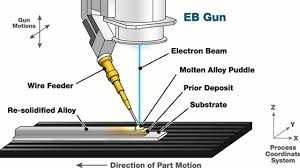 Gun
Motions
EB Gun
Electron Beam
Wire Feeder
Molten Alloy Puddle
Prior Deposit
Re-solidified Alloy
Substrate
Z
Y
X
Process
Coordinate
System
Direction of Part Motion